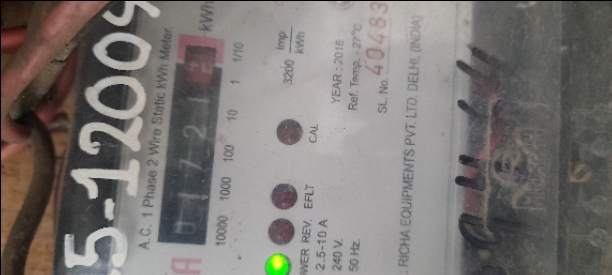 5-12009
A.C. 1 Phase 2 Wire Static kWh Meter
kWh
10000 1000 100 10 1 1/10
Imp
3200 kWh
CAL
EFLT
REV.
2.5-10 A
240 V.
50 Hz.
YEAR : 2016
Ref. Temp. - 27°C
SL No. 40483
: RICHA EQUIPMENTS PVT. LTD. DELHI, (INDIA)